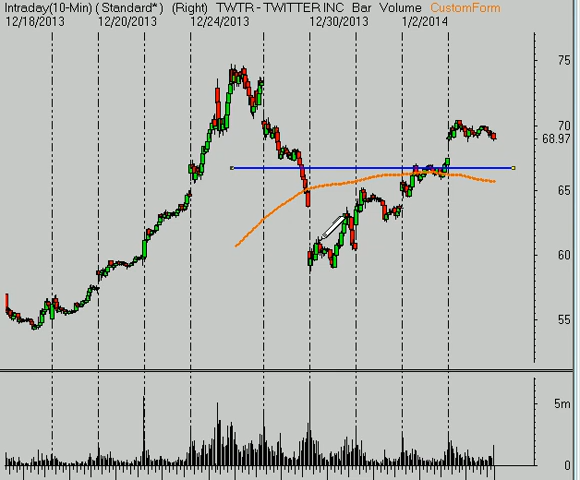 Intraday(10-Min) (Standard*) (Right) TWTR - TWITTER INC Bar Volume CustomForm
12/18/2013 12/20/2013 12/24/2013 12/30/2013 1/2/2014
75
70
68.97
65
60
55
5m
0